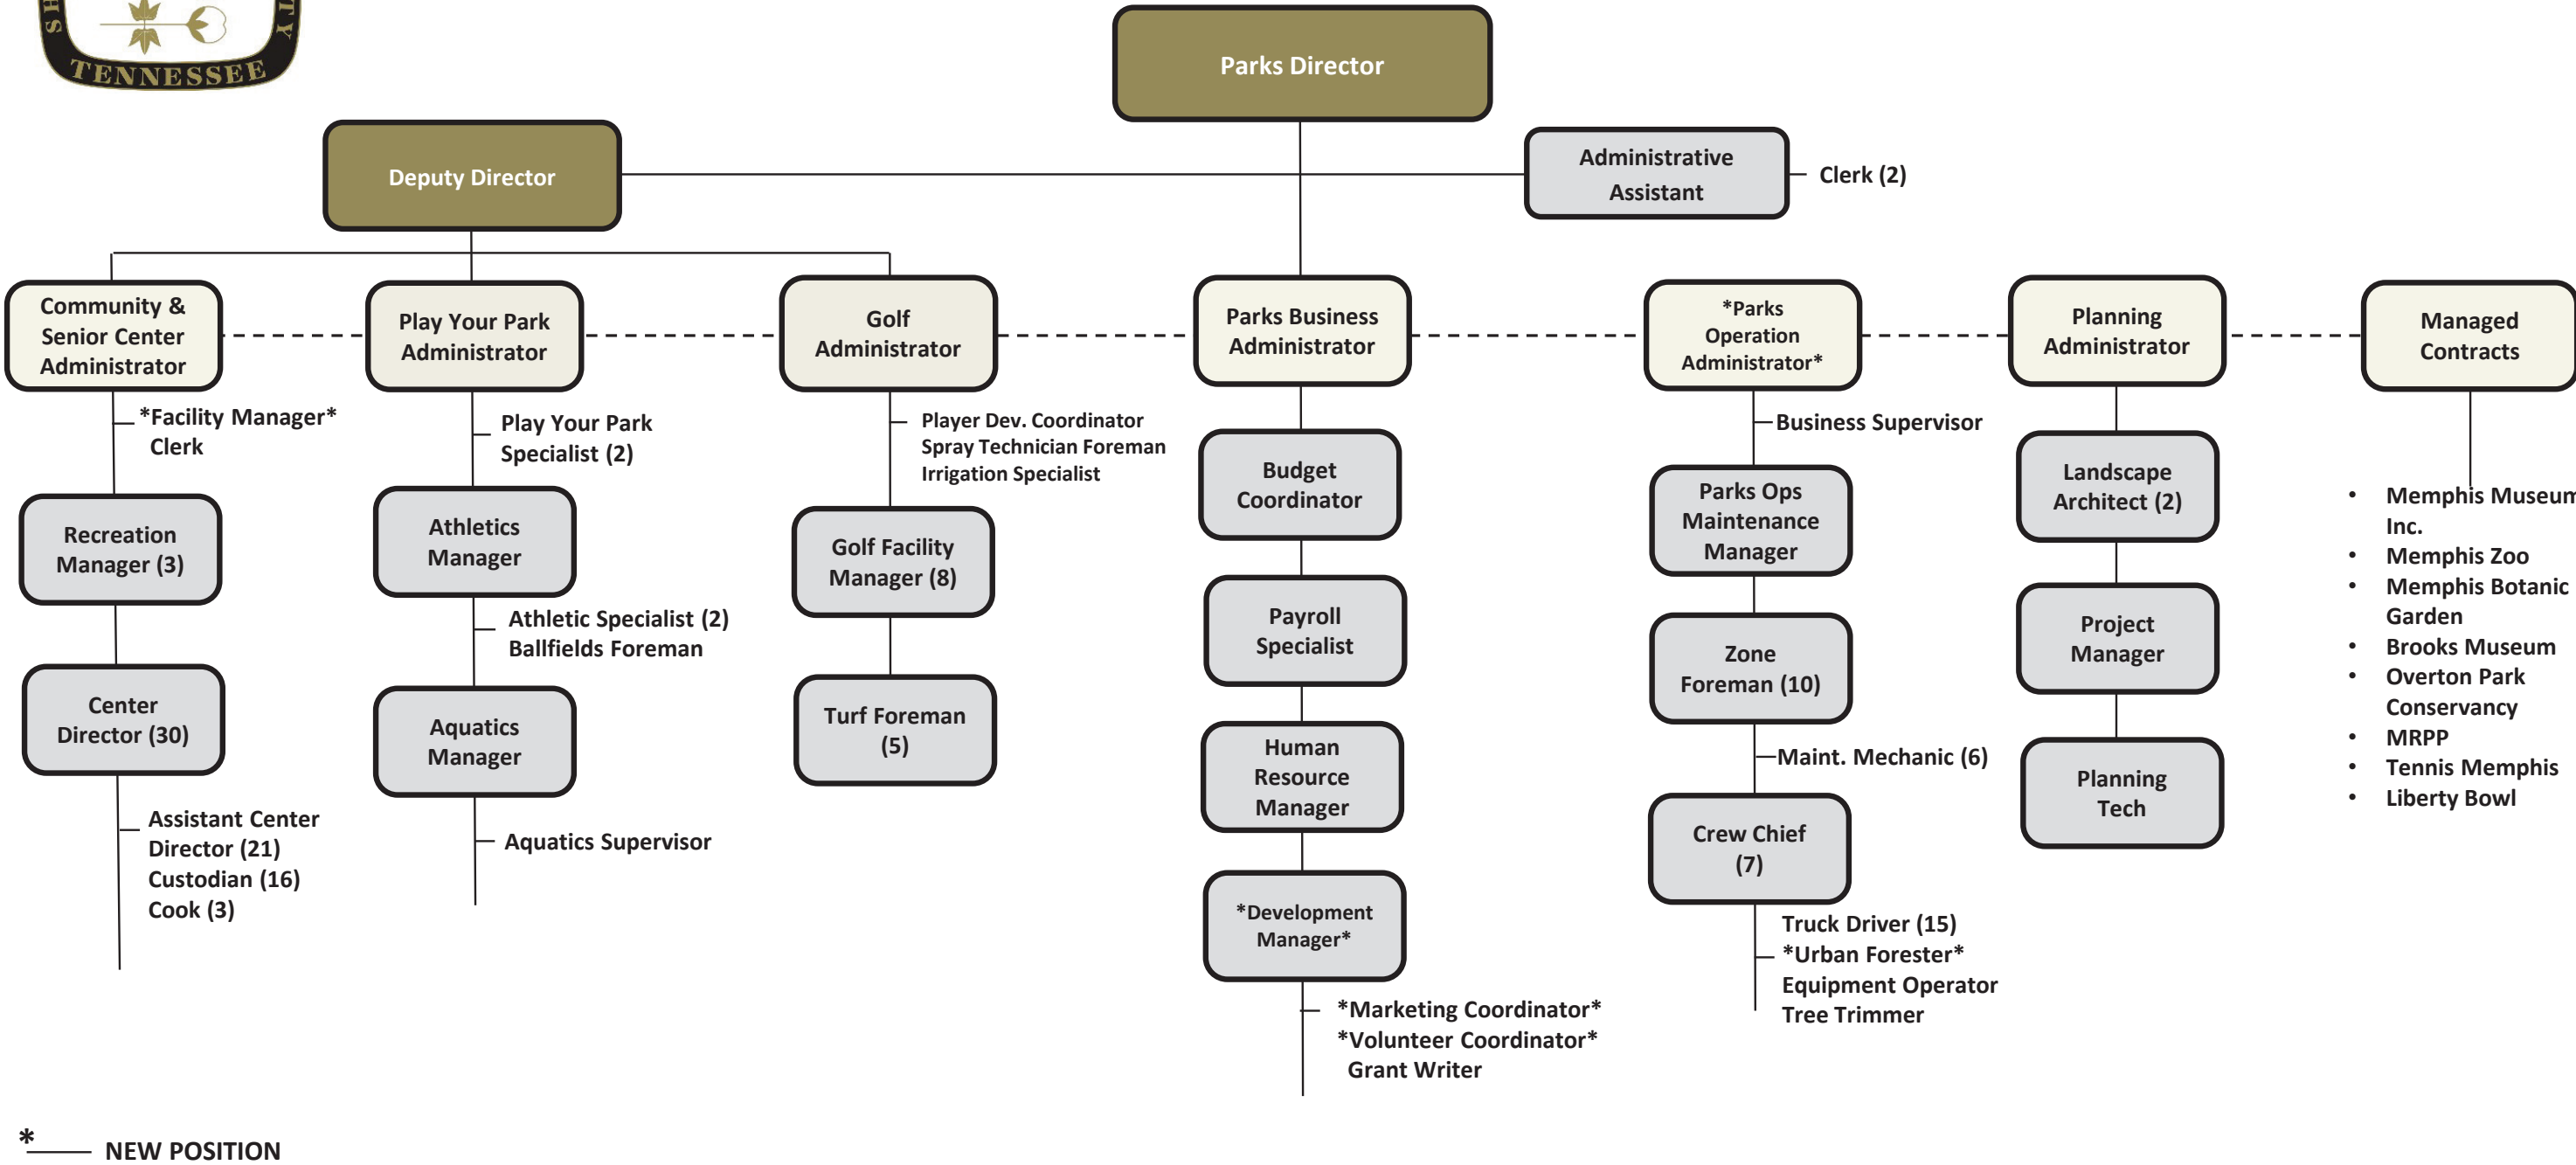 SH
TY
TENNESSEE
Parks Director
Deputy Director
Administrative
Assistant
Clerk (2)
Community &
Senior Center
Administrator
Play Your Park
Administrator
Golf
Administrator
Parks Business
Administrator
*Parks
Operation
Administrator*
Planning
Administrator
Managed
Contracts
*Facility Manager*
Clerk
Recreation
Manager (3)
Center
Director (30)
Assistant Center
Director (21)
Custodian (16)
Cook (3)
Play Your Park
Specialist (2)
Athletics
Manager
Athletic Specialist (2)
Ballfields Foreman
Aquatics
Manager
Aquatics Supervisor
Player Dev. Coordinator
Spray Technician Foreman
Irrigation Specialist
Golf Facility
Manager (8)
Turf Foreman
(5)
Budget
Coordinator
Payroll
Specialist
Human
Resource
Manager
*Development
Manager*
*Marketing Coordinator*
*Volunteer Coordinator*
Grant Writer
Business Supervisor
Parks Ops
Maintenance
Manager
Zone
Foreman (10)
Maint. Mechanic (6)
Crew Chief
(7)
Truck Driver (15)
*Urban Forester*
Equipment Operator
Tree Trimmer
Landscape
Architect (2)
Project
Manager
Planning
Tech
• Memphis Museum
Inc.
• Memphis Zoo
• Memphis Botanic
Garden
• Brooks Museum
• Overton Park
Conservancy
• MRPP
• Tennis Memphis
• Liberty Bowl
* NEW POSITION